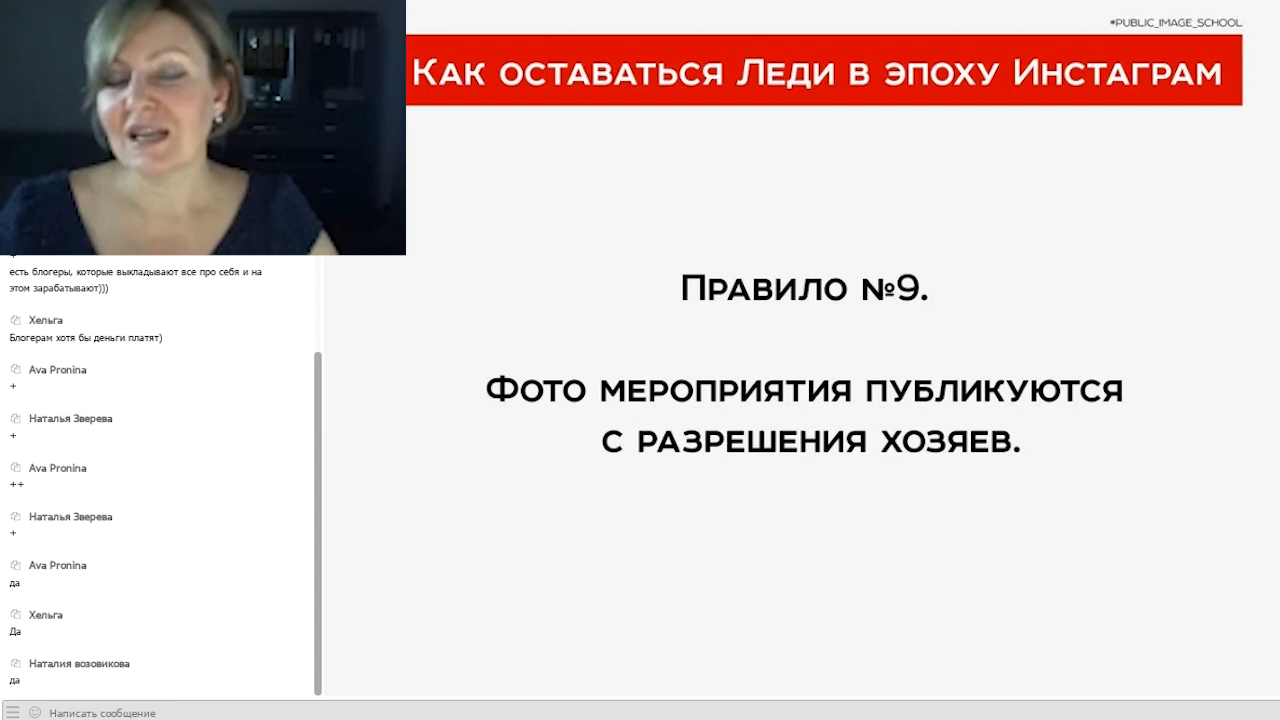 #PUBLIC_IMAGE_SCHOOL
Как оставаться Леди в эпоху Инстаграм
Правило №9.
Фото мероприятия публикуются
с разрешения хозяев.
+
есть блогеры, которые выкладывают все про себя и на
этом зарабатывают)))
Хельга
Блогерам хотя бы деньги платят)
Ava Pronina
+
Наталья Зверева
+
Ava Pronina
++
Наталья Зверева
+
Ava Pronina
да
Хельга
Да
Наталия возовикова
да
Написать сообщение